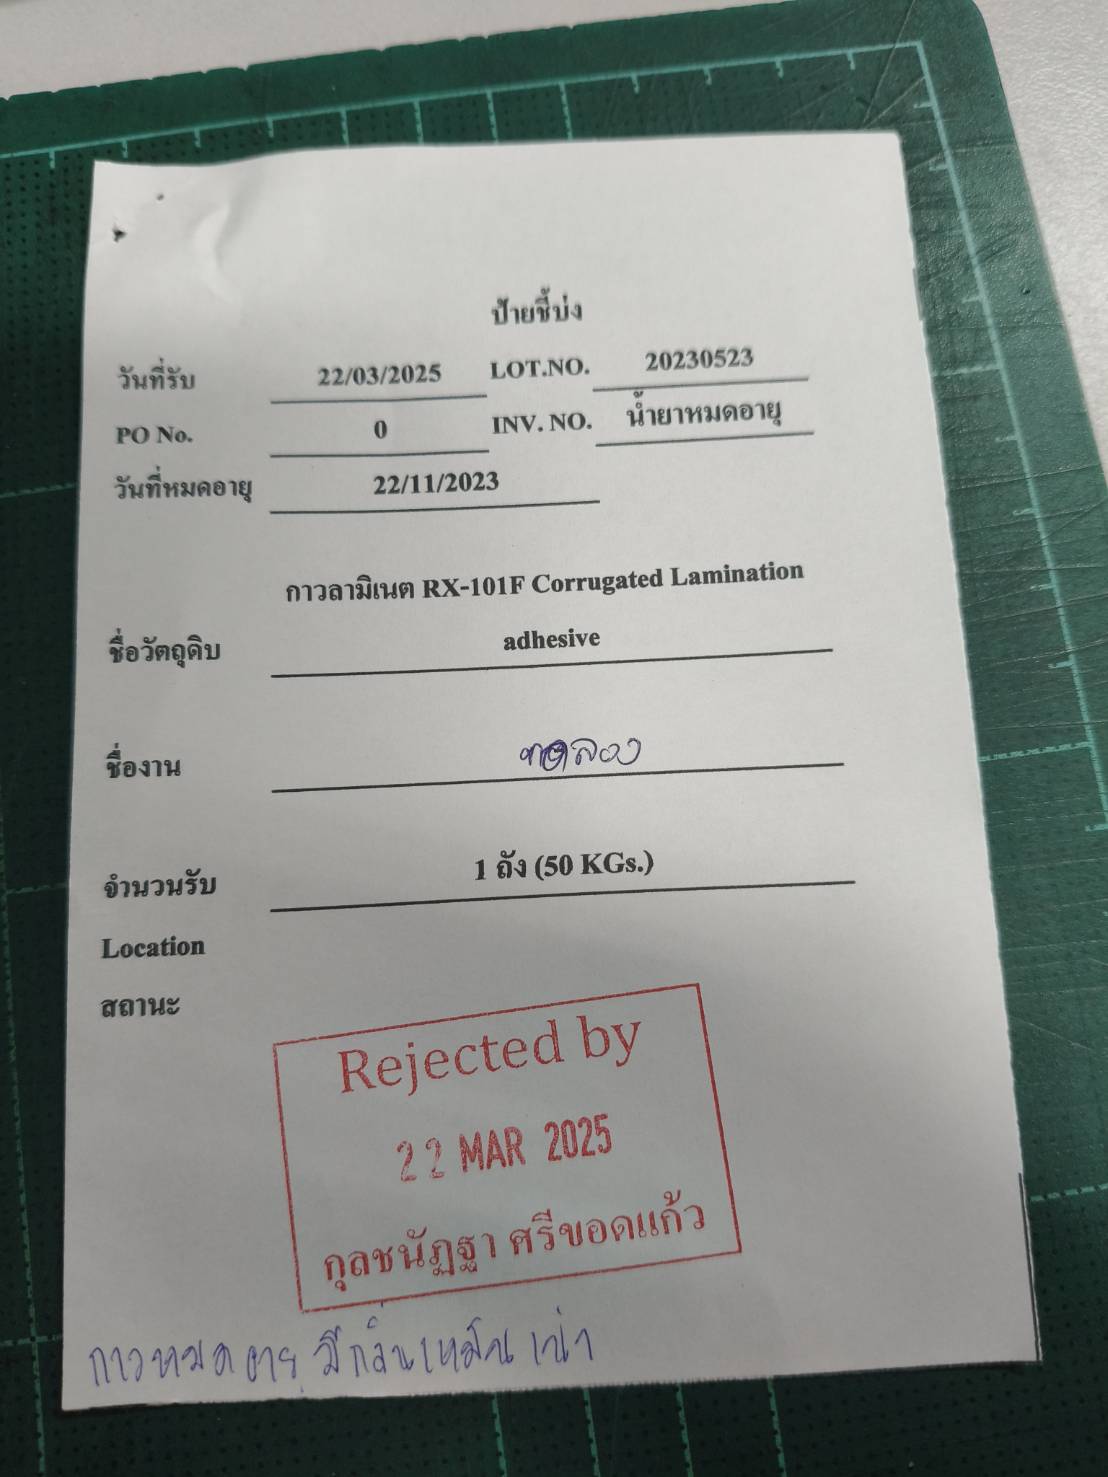 ป้ายชี้บ่ง
วันที่รับ 22/03/2025 LOT.NO. 20230523
PO No. 0 INV. NO. น้ำยาหมดอายุ
วันที่หมดอายุ 22/11/2023
กาวลามิเนต RX-101F Corrugated Lamination
ชื่อวัตถุดิบ adhesive
ชื่องาน ทดลอง
จำนวนรับ 1 ถัง (50 KGs.)
Location
สถานะ
Rejected by
22 MAR 2025
กุลชนัฏฐา ศรีขอดแก้ว
กาวหมดอายุ มีกลิ่นเหม็นเน่า